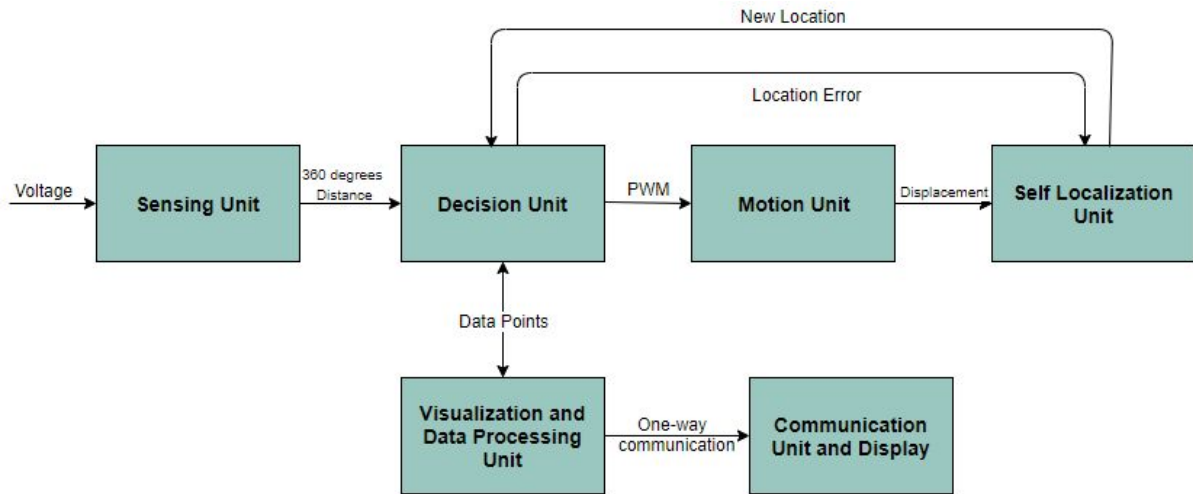 New Location
Location Error
Voltage
Sensing Unit
360 degrees
Distance
Decision Unit
PWM
Motion Unit
Displacement
Self Localization
Unit
Data Points
Visualization and
Data Processing
Unit
One-way
communication
Communication
Unit and Display